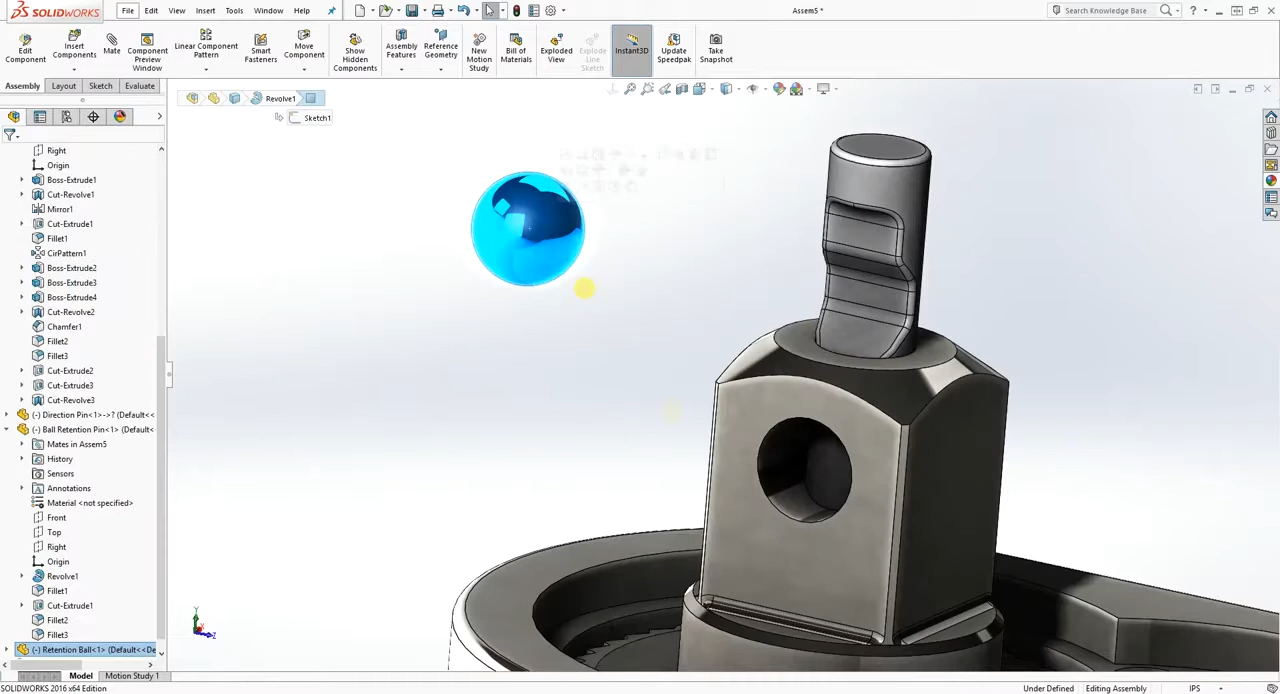 SOLIDWORKS File Edit View Insert Tools Window Help Assem5 * Search Knowledge Base
Edit Component
Insert Components
Mate
Component Preview Window
Linear Component Pattern
Smart Fasteners
Move Component
Show Hidden Components
Assembly Features
Reference Geometry
New Motion Study
Bill of Materials
Exploded View
Explode Line Sketch
Instant3D
Update Speedpak
Take Snapshot
Assembly Layout Sketch Evaluate
Revolve1
Sketch1
Right
Origin
Boss-Extrude1
Cut-Revolve1
Mirror1
Cut-Extrude1
Fillet1
CirPattern1
Boss-Extrude2
Boss-Extrude3
Boss-Extrude4
Cut-Revolve2
Chamfer1
Fillet2
Fillet3
Cut-Extrude2
Cut-Extrude3
Cut-Revolve3
(-) Direction Pin<1>->? (Default<<
(-) Ball Retention Pin<1> (Default<
Mates in Assem5
History
Sensors
Annotations
Material <not specified>
Front
Top
Right
Origin
Revolve1
Fillet1
Cut-Extrude1
Fillet2
Fillet3
(-) Retention Ball<1> (Default<<De
Model Motion Study 1
SOLIDWORKS 2016 x64 Edition Under Defined Editing Assembly IPS
Y
Z